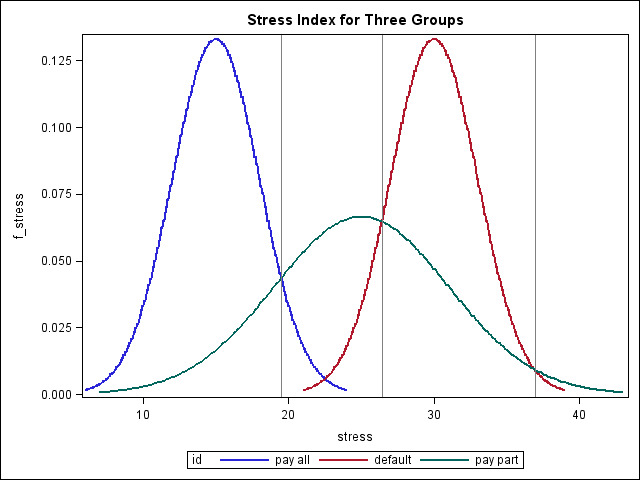 Stress Index for Three Groups
0.125
0.100
0.075
0.050
0.025
0.000
f_stress
10 20 30 40
stress
id pay all default pay part